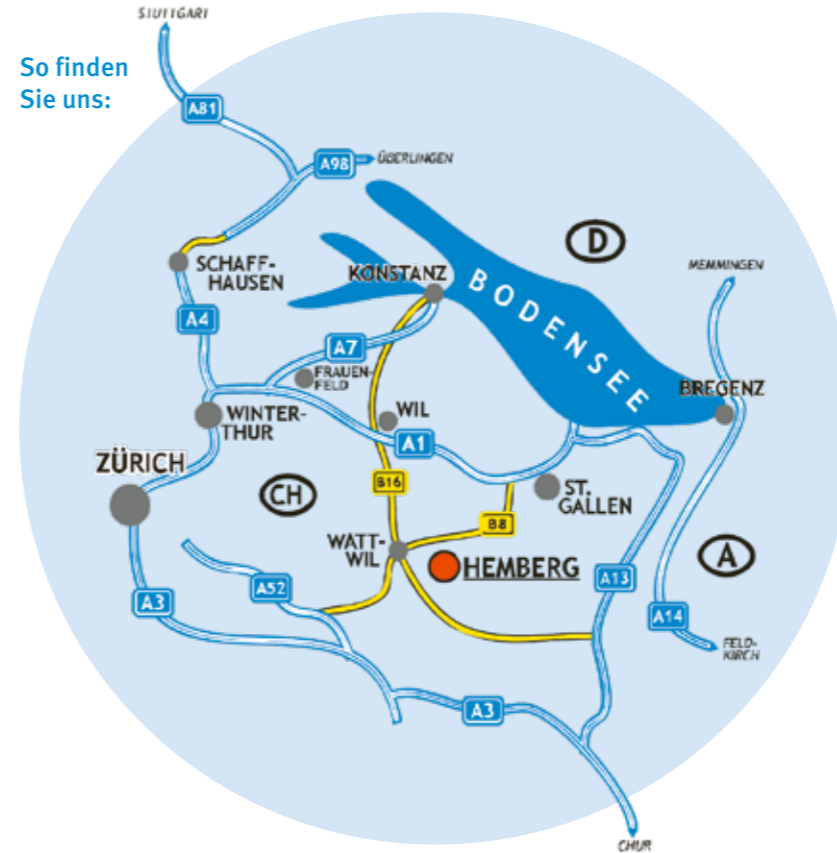 STUTTGART
So finden
Sie uns:
A81
A98
ÜBERLINGEN
D
SCHAFF-
HAUSEN
KONSTANZ
BODENSEE
MEMMINGEN
A4
A7
FRAUEN-
FELD
BREGENZ
WINTER-
THUR
WIL
A1
ZÜRICH
CH
B16
ST.
GALLEN
B8
WATT-
WIL
HEMBERG
A
A3
A52
A13
A14
FELD-
KIRCH
A3
CHUR